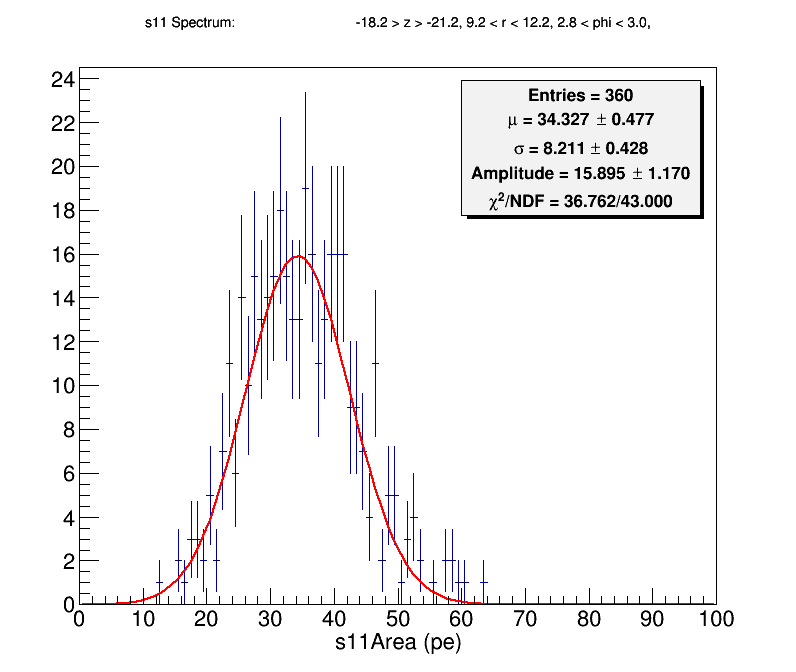 s11 Spectrum: -18.2 > z > -21.2, 9.2 < r < 12.2, 2.8 < phi < 3.0,
Entries = 360
μ = 34.327 ± 0.477
σ = 8.211 ± 0.428
Amplitude = 15.895 ± 1.170
χ²/NDF = 36.762/43.000
24
22
20
18
16
14
12
10
8
6
4
2
0
0 10 20 30 40 50 60 70 80 90 100
s11Area (pe)